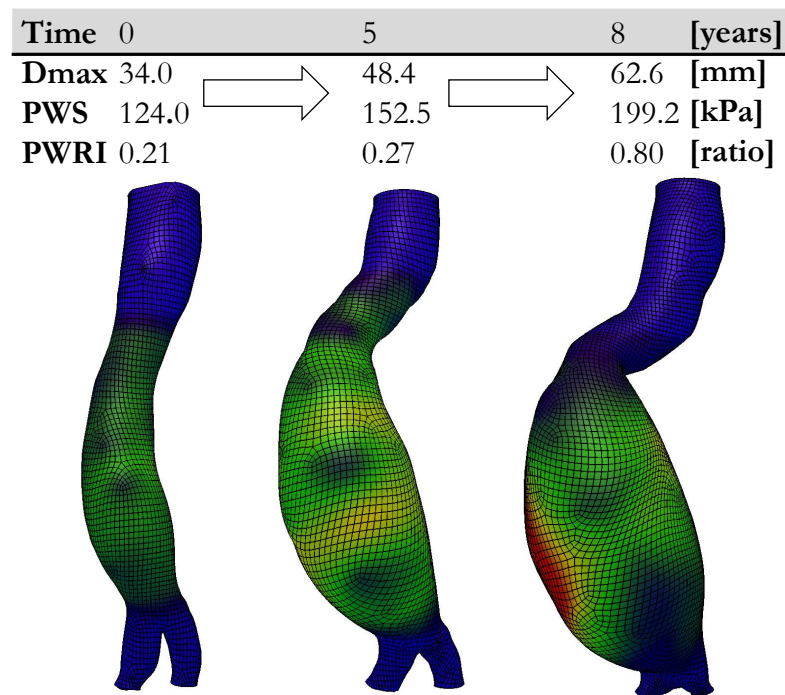 Time 0 5 8 [years]
Dmax 34.0 48.4 62.6 [mm]
PWS 124.0 152.5 199.2 [kPa]
PWRI 0.21 0.27 0.80 [ratio]